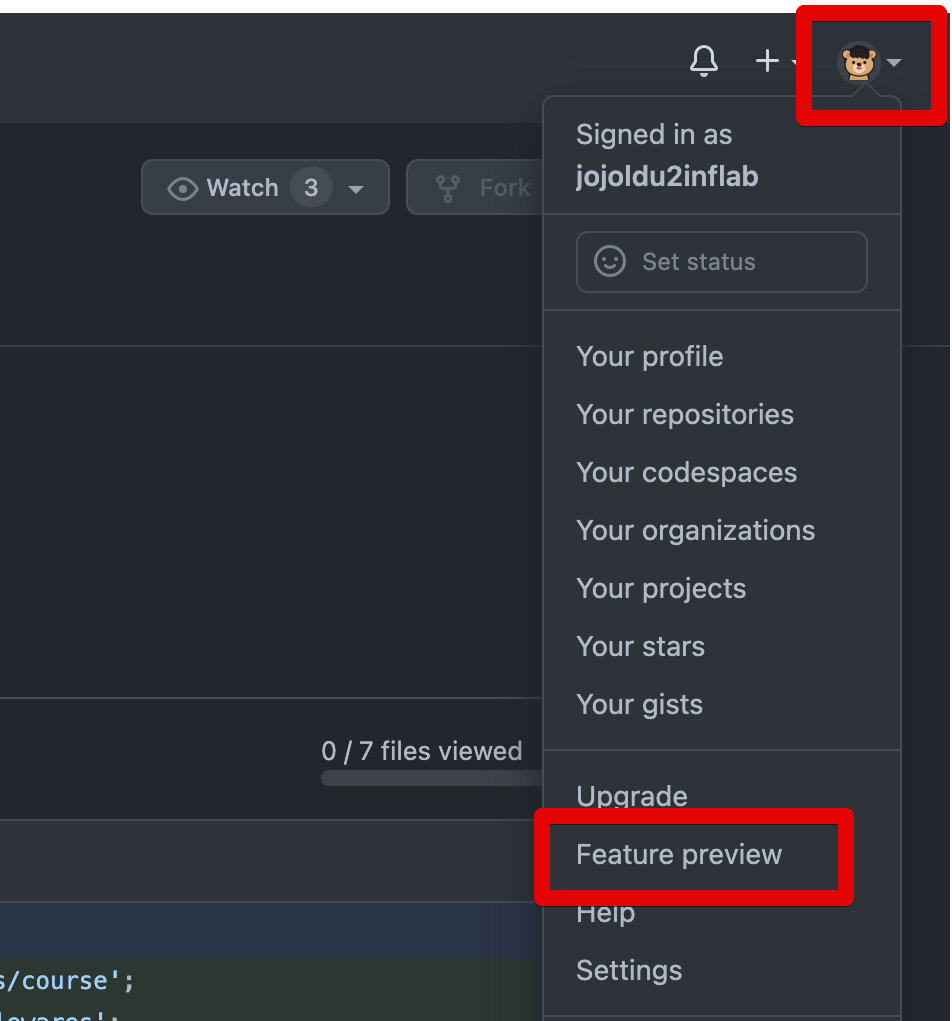 Watch 3
Fork
Signed in as
jojoldu2inflab
Set status
Your profile
Your repositories
Your codespaces
Your organizations
Your projects
Your stars
Your gists
0 / 7 files viewed
Upgrade
Feature preview
Help
Settings
s/course';